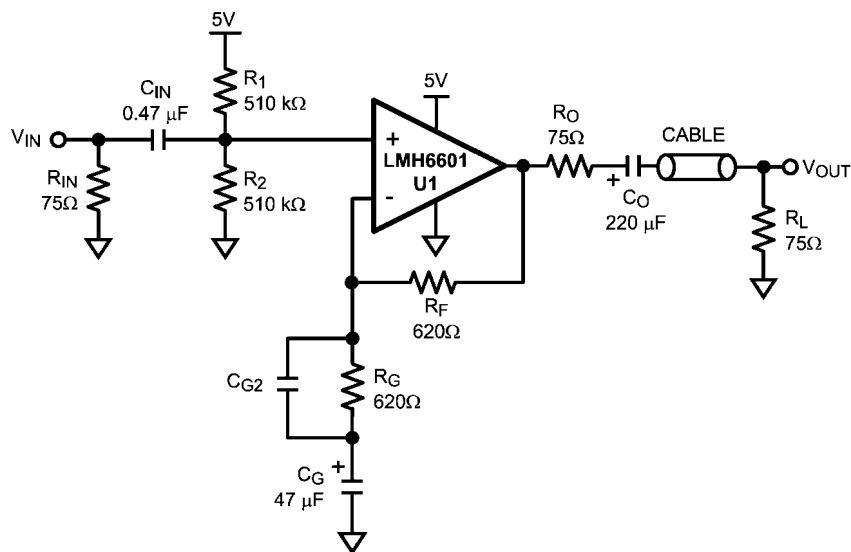 5V
R1
510 kΩ
CIN
0.47 µF
VIN
RIN
75Ω
R2
510 kΩ
5V
+
LMH6601
U1
-
RO
75Ω
CABLE
+
CO
220 µF
VOUT
RL
75Ω
RF
620Ω
CG2
RG
620Ω
CG
+
47 µF